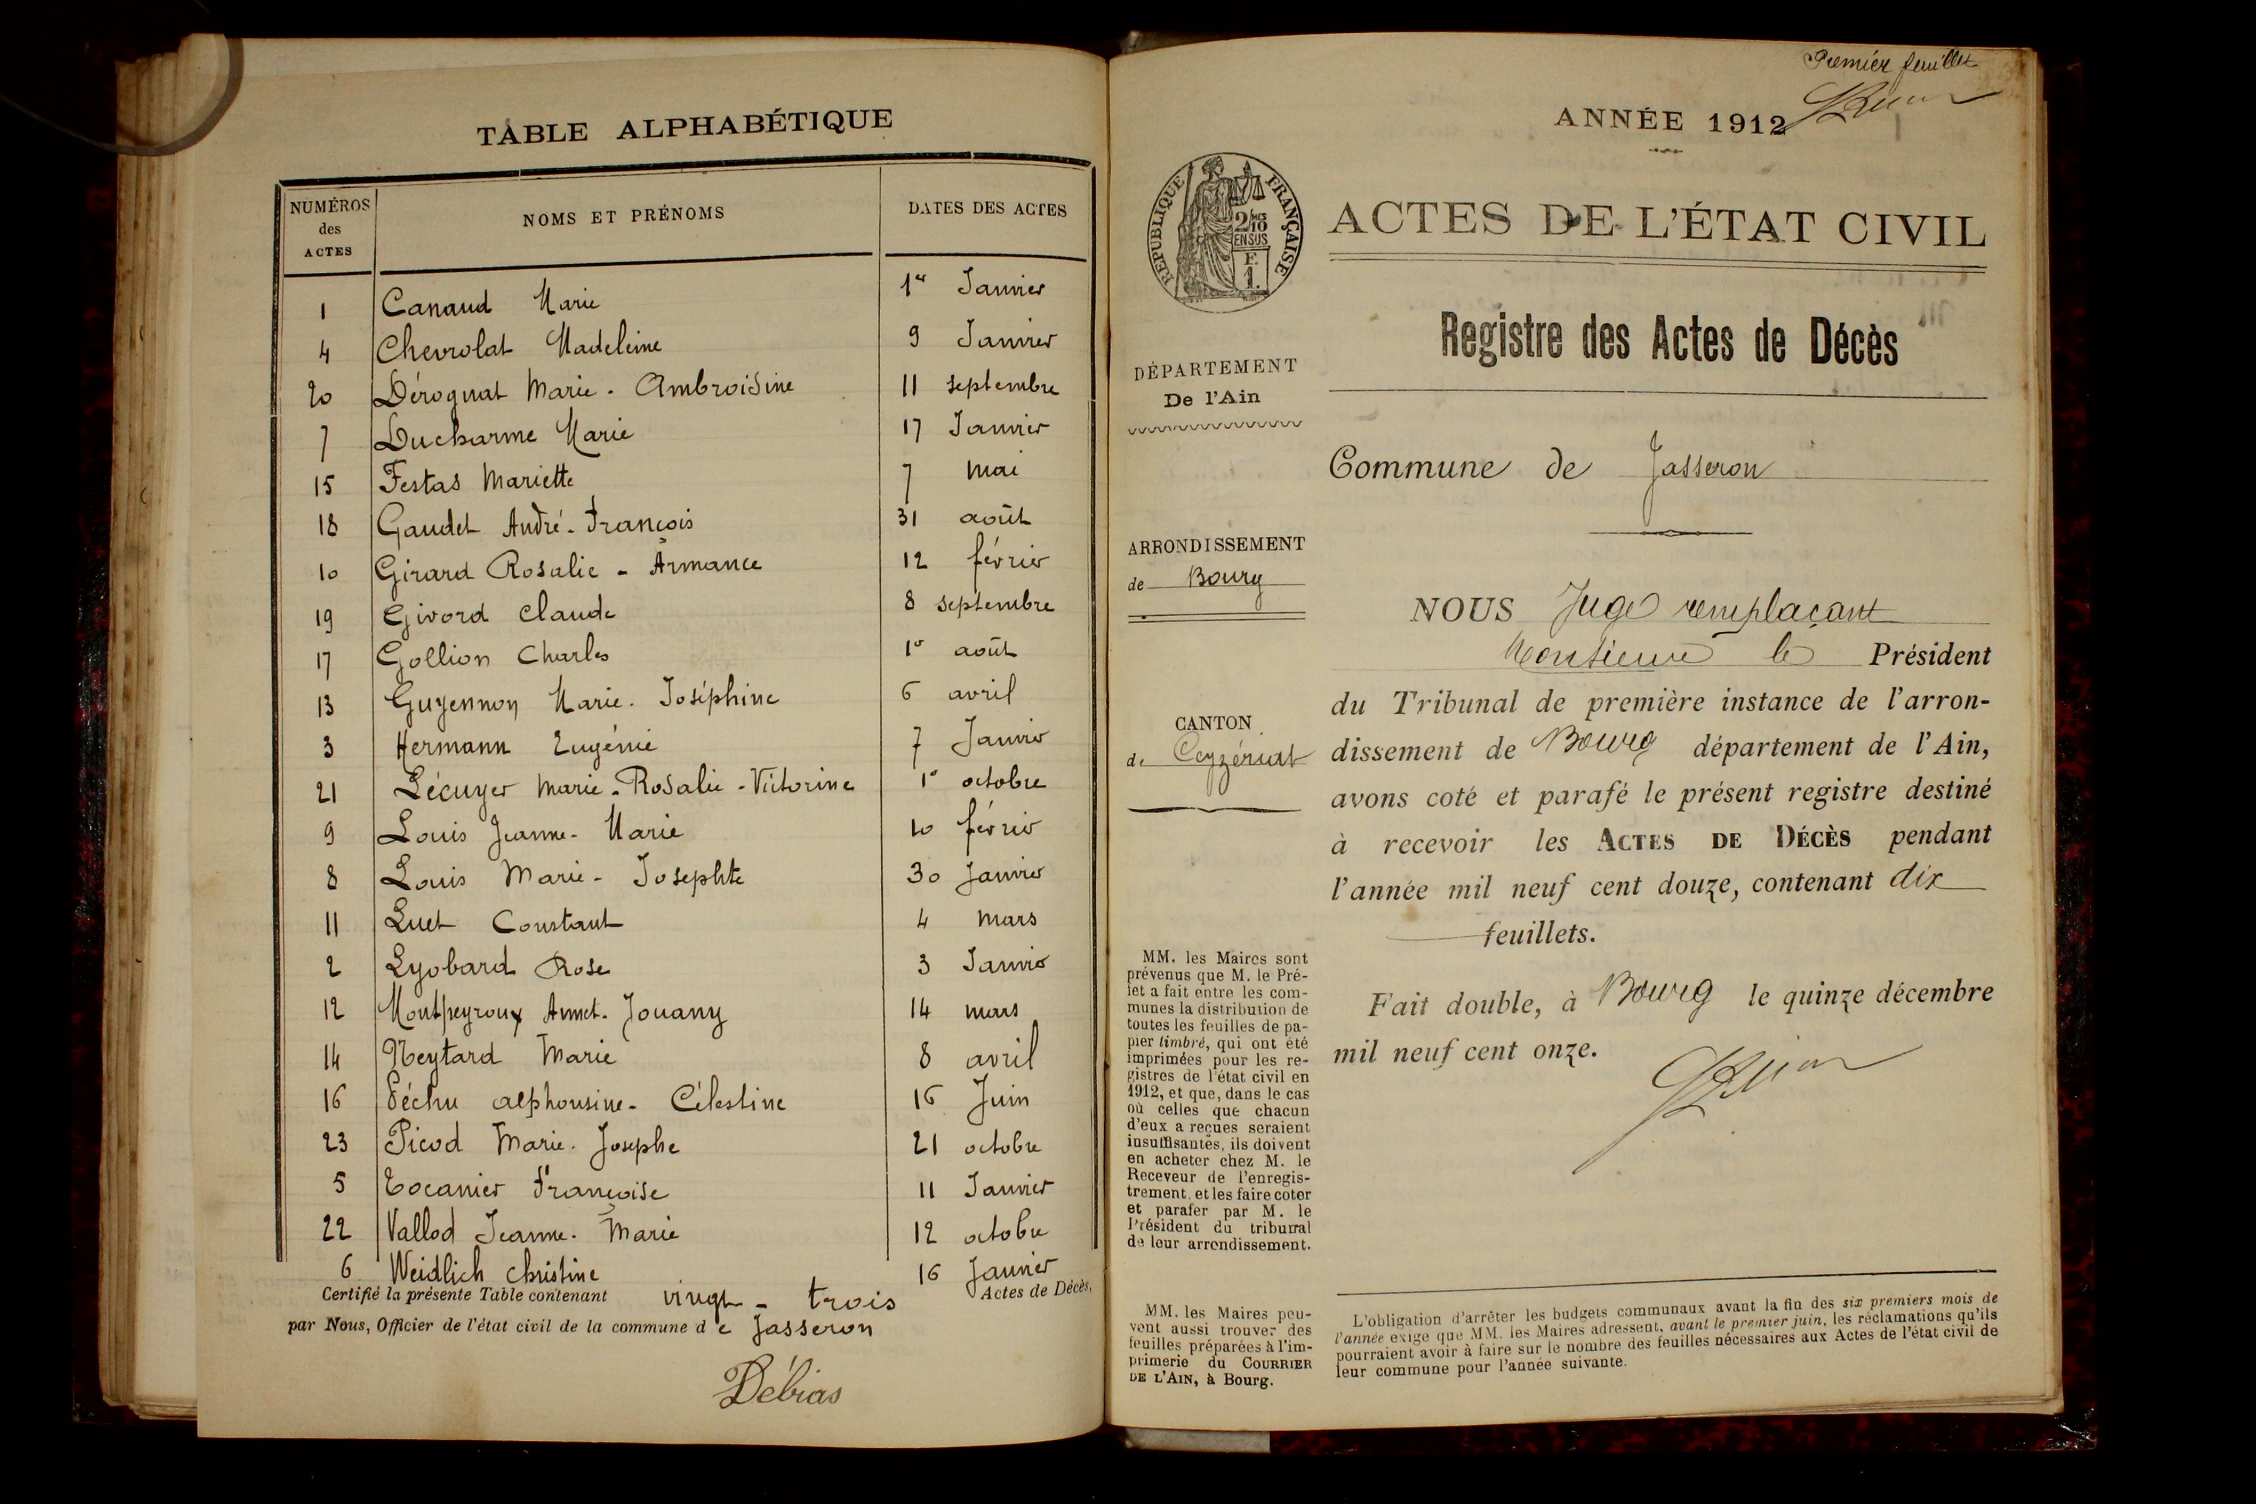 TABLE ALPHABÉTIQUE
NUMÉROS des ACTES
NOMS ET PRÉNOMS
DATES DES ACTES
1 Canaud Marie 1er Janvier
4 Chevrolat Madeleine 9 Janvier
20 Déroguat Marie-Ambroisine 11 septembre
7 Ducharme Marie 17 Janvier
15 Festas Mariette 7 mai
18 Gaudet André-François 31 août
10 Girard Rosalie-Armance 12 février
19 Givord Claude 8 septembre
17 Gollion Charles 1er août
13 Guyennon Marie-Joséphine 6 avril
3 Hermann Eugénie 7 Janvier
21 Lécuyer Marie-Rosalie-Victorine 1er octobre
9 Louis Jeanne-Marie 10 février
8 Louis Marie-Josephte 30 Janvier
11 Luet Constant 4 mars
2 Lyobard Rose 3 Janvier
12 Montpeyroux Annet-Jouany 14 mars
14 Neytard Marie 8 avril
16 Péchu alphonsine-Célestine 16 Juin
23 Picod Marie-Josephe 21 octobre
5 Tocanier Françoise 11 Janvier
22 Vallod Jeanne-Marie 12 octobre
6 Weidlich Christine 16 Janvier
Certifié la présente Table contenant vingt-trois Actes de Décès,
par Nous, Officier de l'état civil de la commune de Jasseron
Débias
Premier feuillet
ANNÉE 1912
RÉPUBLIQUE FRANÇAISE
2/10
EN SUS
F.
1.
ACTES DE L'ÉTAT CIVIL
Registre des Actes de Décès
DÉPARTEMENT
De l'Ain
Commune de Jasseron
ARRONDISSEMENT
de Bourg
CANTON
de Ceyzériat
NOUS Juge remplaçant
Monsieur le Président
du Tribunal de première instance de l'arron-
dissement de Bourg département de l'Ain,
avons coté et parafé le présent registre destiné
à recevoir les ACTES DE DÉCÈS pendant
l'année mil neuf cent douze, contenant dix
feuillets.
Fait double, à Bourg le quinze décembre
mil neuf cent onze.
MM. les Maires sont
prévenus que M. le Pré-
fet a fait entre les com-
munes la distribution de
toutes les feuilles de pa-
pier timbré, qui ont été
imprimées pour les re-
gistres de l'état civil en
1912, et que, dans le cas
où celles que chacun
d'eux a reçues seraient
insuffisantes, ils doivent
en acheter chez M. le
Receveur de l'enregis-
trement, et les faire coter
et parafer par M. le
Président du tribunal
de leur arrondissement.
MM. les Maires peu-
vent aussi trouver des
feuilles préparées à l'im-
primerie du COURRIER
DE L'AIN, à Bourg.
L'obligation d'arrêter les budgets communaux avant la fin des six premiers mois de
l'année exige que MM. les Maires adressent, avant le premier juin, les réclamations qu'ils
pourraient avoir à faire sur le nombre des feuilles nécessaires aux Actes de l'état civil de
leur commune pour l'année suivante.